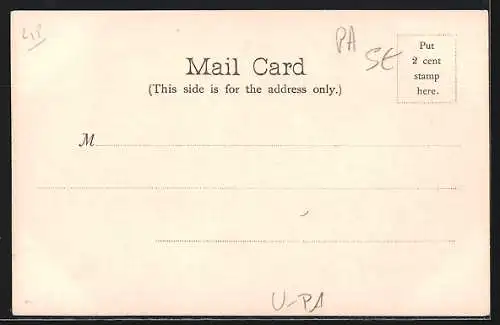 PA
SE
Put
2 cent
stamp
here.
Mail Card
(This side is for the address only.)
M
U-PA